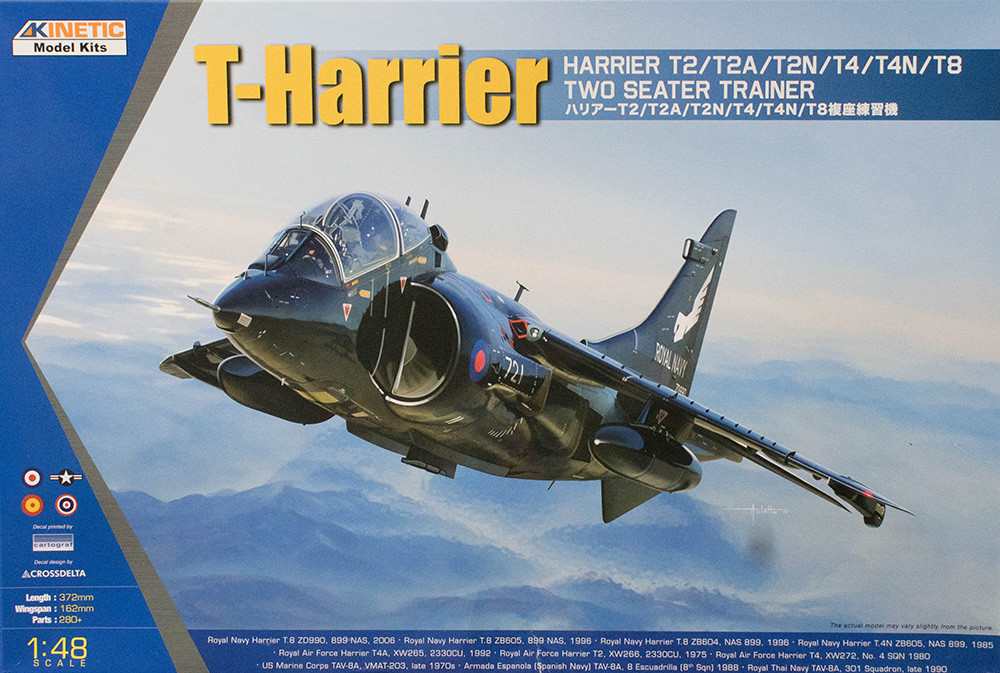 KINETIC
Model Kits
T-Harrier
HARRIER T2/T2A/T2N/T4/T4N/T8
TWO SEATER TRAINER
ハリアーT2/T2A/T2N/T4/T4N/T8複座練習機
721
ROYAL NAVY
Decal printed by
cartograf
Decal design by
CROSSDELTA
Length : 372mm
Wingspan : 162mm
Parts : 280+
1:48
SCALE
The actual model may vary slightly from the picture.
Royal Navy Harrier T.8 ZD990, 899 NAS, 2006 · Royal Navy Harrier T.8 ZB605, 899 NAS, 1996 · Royal Navy Harrier T.8 ZB604, NAS 899, 1996 · Royal Navy Harrier T.4N ZB605, NAS 899, 1985
· Royal Air Force Harrier T4A, XW265, 233OCU, 1992 · Royal Air Force Harrier T2, XW266, 233OCU, 1975 · Royal Air Force Harrier T4, XW272, No. 4 SQN 1980
· US Marine Corps TAV-8A, VMAT-203, late 1970s · Armada Espanola (Spanish Navy) TAV-8A, 8 Escuadrilla (8th Sqn) 1988 · Royal Thai Navy TAV-8A, 301 Squadron, late 1990